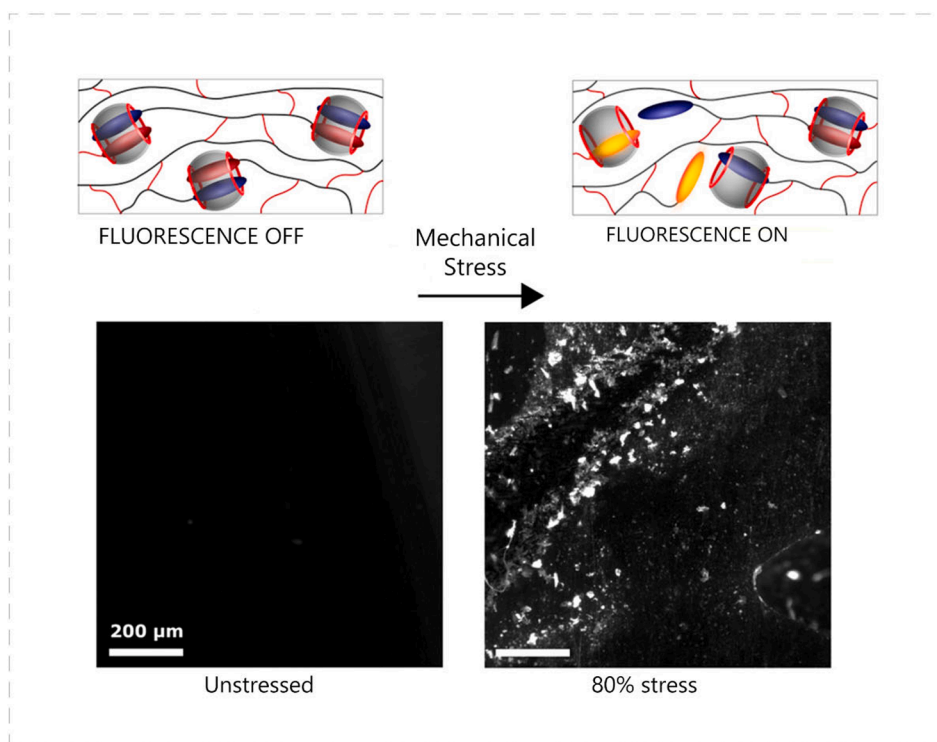 FLUORESCENCE OFF
Mechanical
Stress
FLUORESCENCE ON
200 µm
Unstressed
80% stress